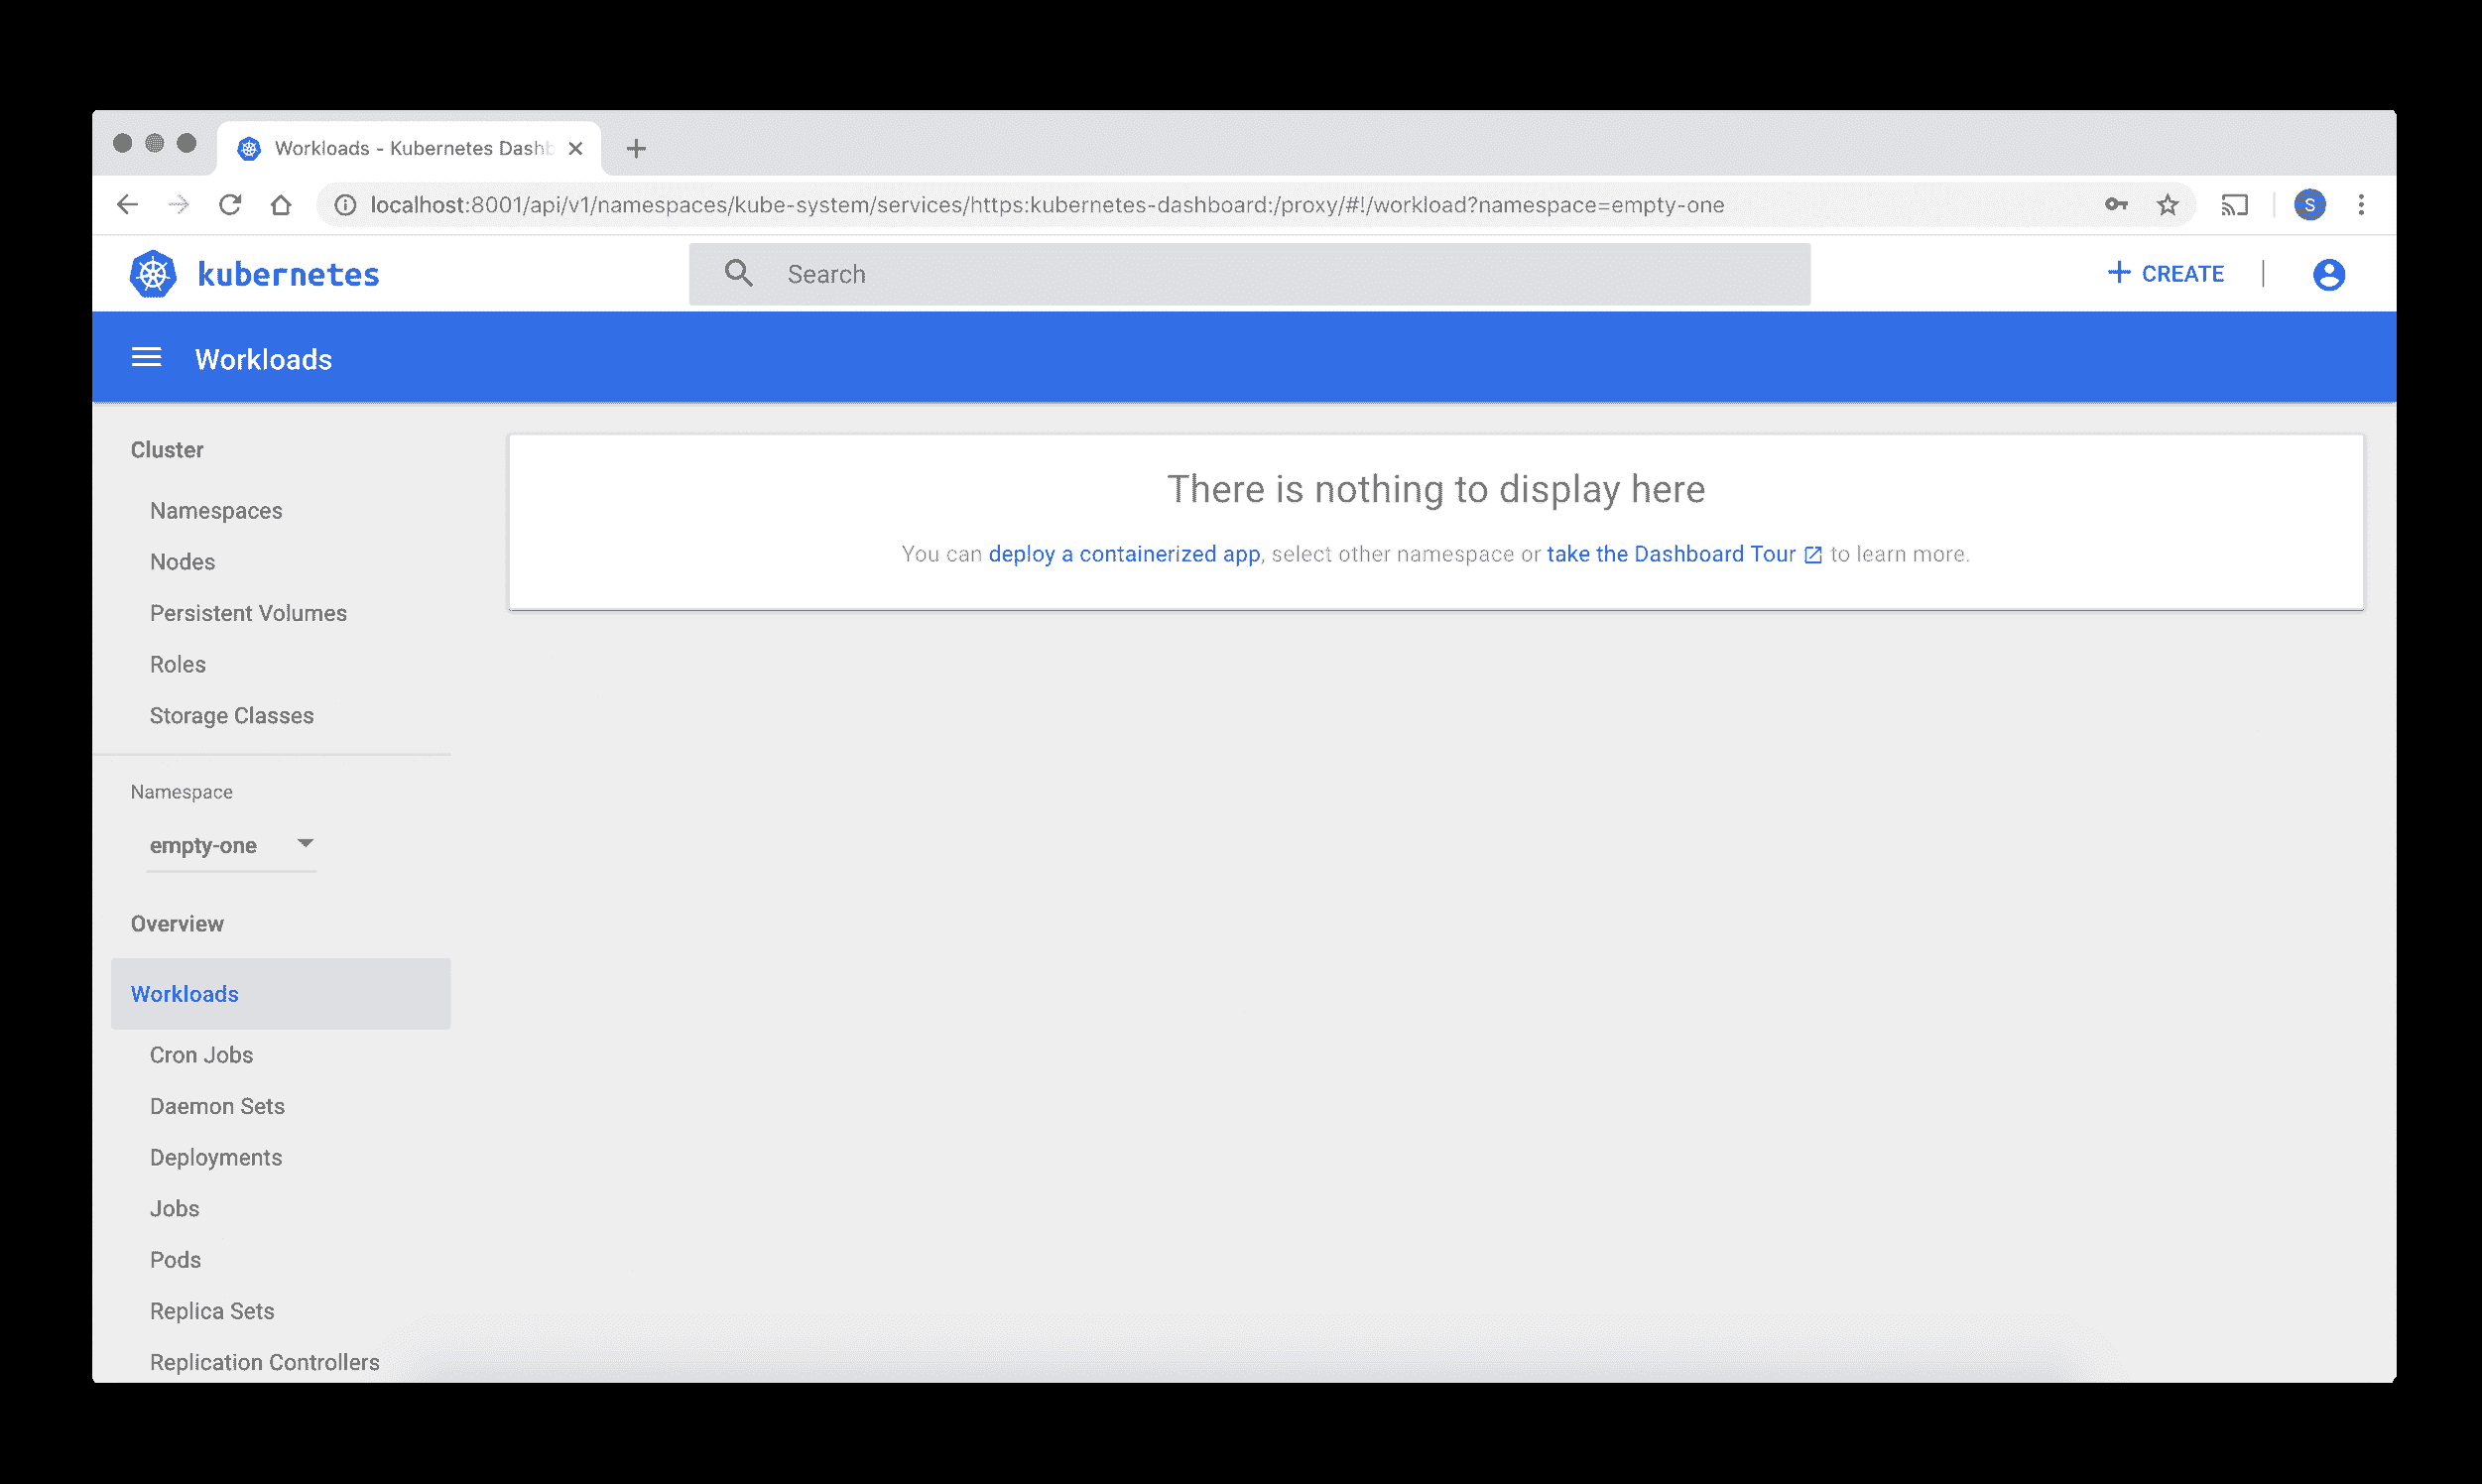 Workloads - Kubernetes Dashb
localhost:8001/api/v1/namespaces/kube-system/services/https:kubernetes-dashboard:/proxy/#!/workload?namespace=empty-one
S
kubernetes
Search
+ CREATE
Workloads
Cluster
Namespaces
Nodes
Persistent Volumes
Roles
Storage Classes
Namespace
empty-one
Overview
Workloads
Cron Jobs
Daemon Sets
Deployments
Jobs
Pods
Replica Sets
Replication Controllers
There is nothing to display here
You can deploy a containerized app, select other namespace or take the Dashboard Tour to learn more.